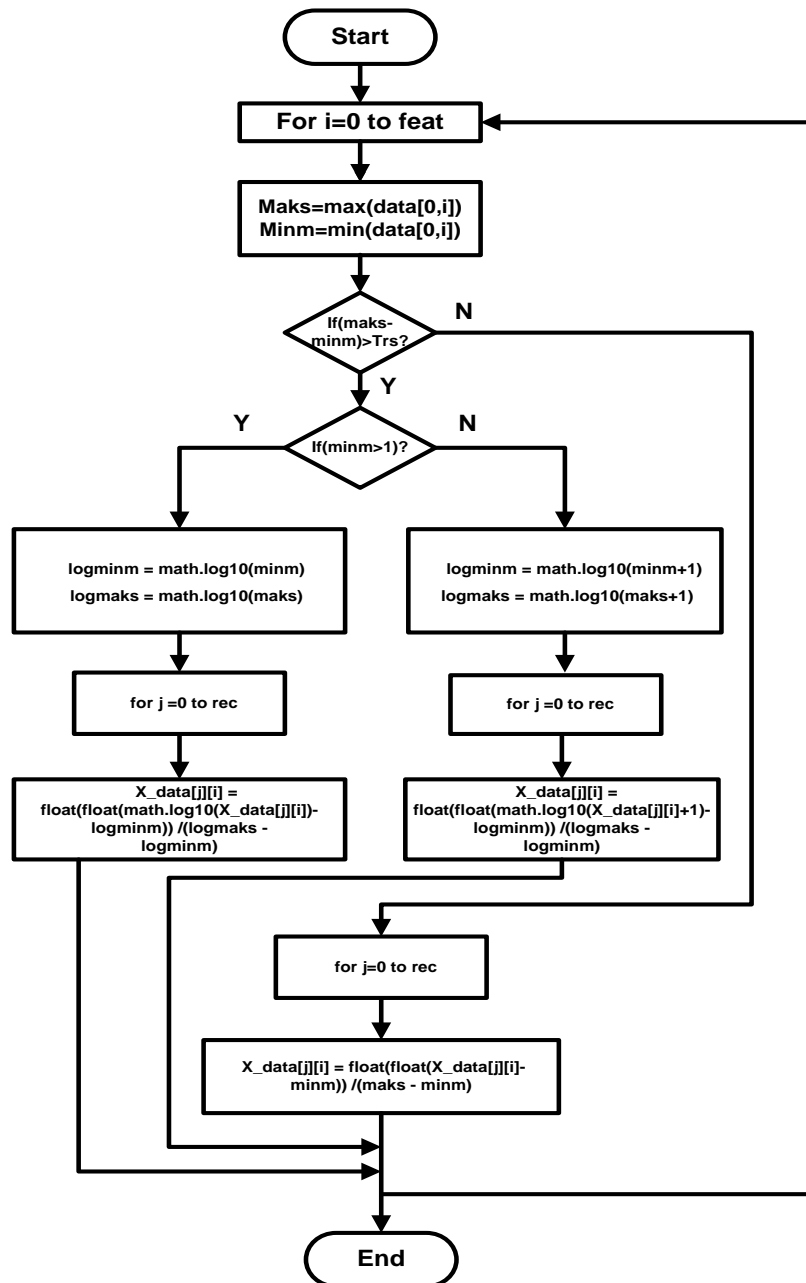 Start
For i=0 to feat
Maks=max(data[0,i])
Minm=min(data[0,i])
If(maks-
minm)>Trs?
N
Y
If(minm>1)?
Y
N
logminm = math.log10(minm)
logmaks = math.log10(maks)
logminm = math.log10(minm+1)
logmaks = math.log10(maks+1)
for j =0 to rec
for j =0 to rec
X_data[j][i] =
float(float(math.log10(X_data[j][i])-
logminm)) /(logmaks -
logminm)
X_data[j][i] =
float(float(math.log10(X_data[j][i]+1)-
logminm)) /(logmaks -
logminm)
for j=0 to rec
X_data[j][i] = float(float(X_data[j][i]-
minm)) /(maks - minm)
End